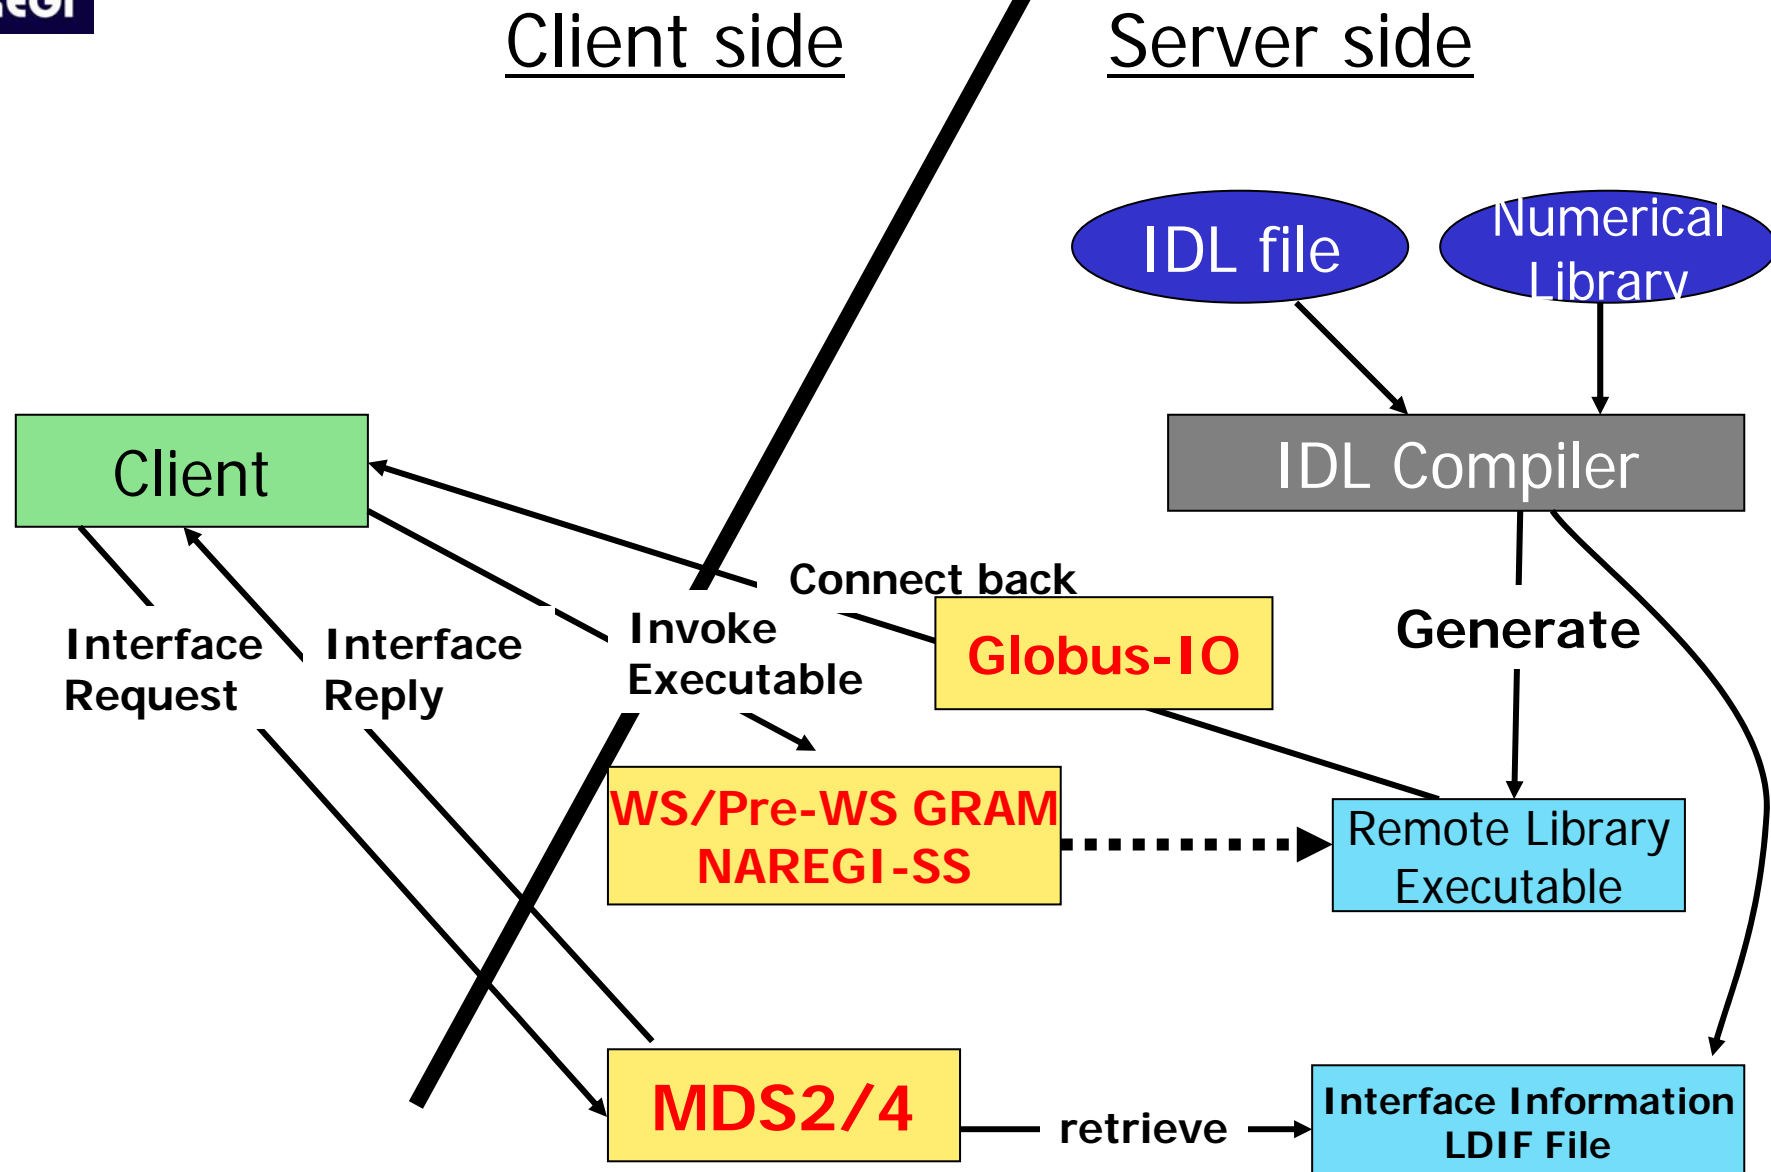 Client side
Server side
IDL file
Numerical
Library
Client
IDL Compiler
Connect back
Interface
Request
Interface
Reply
Invoke
Executable
Globus-IO
Generate
WS/Pre-WS GRAM
NAREGI-SS
Remote Library
Executable
MDS2/4
retrieve
Interface Information
LDIF File